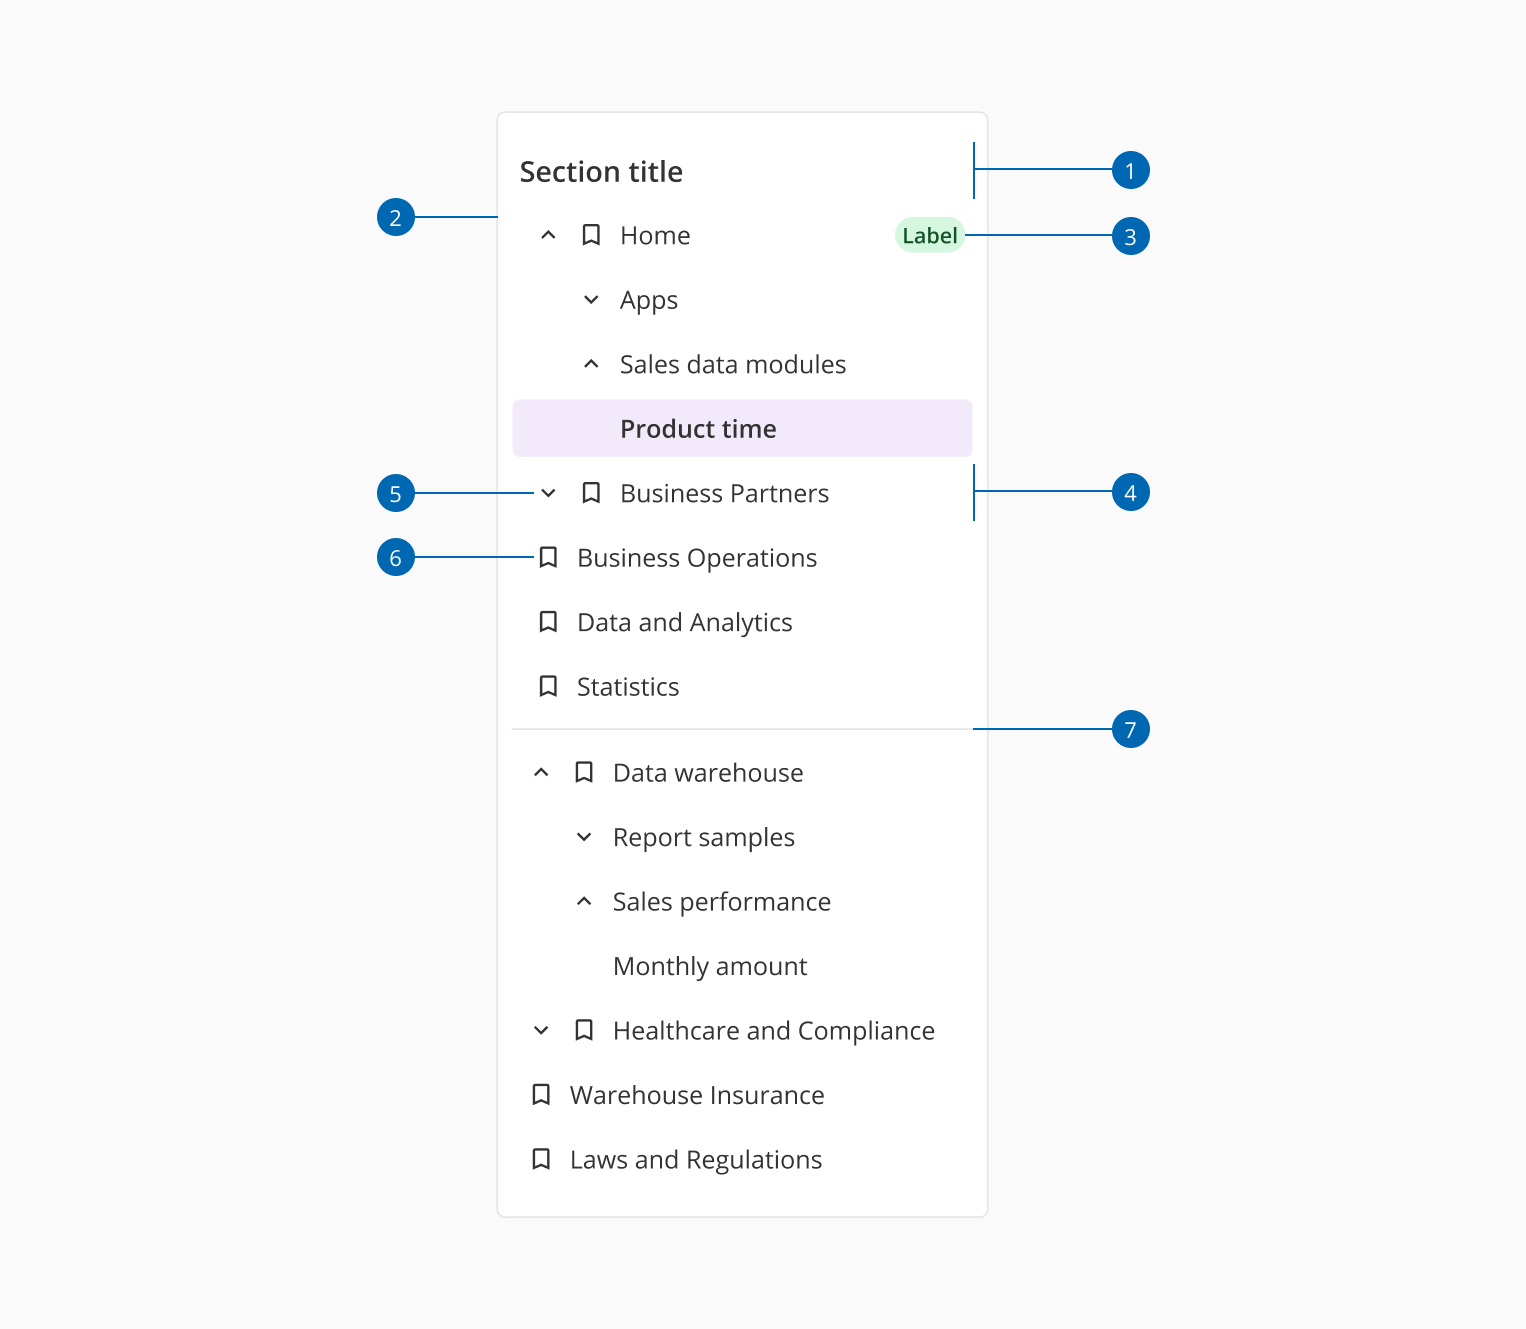 Section title
1
2
Home
Label
3
Apps
Sales data modules
Product time
5
Business Partners
4
6
Business Operations
Data and Analytics
Statistics
7
Data warehouse
Report samples
Sales performance
Monthly amount
Healthcare and Compliance
Warehouse Insurance
Laws and Regulations